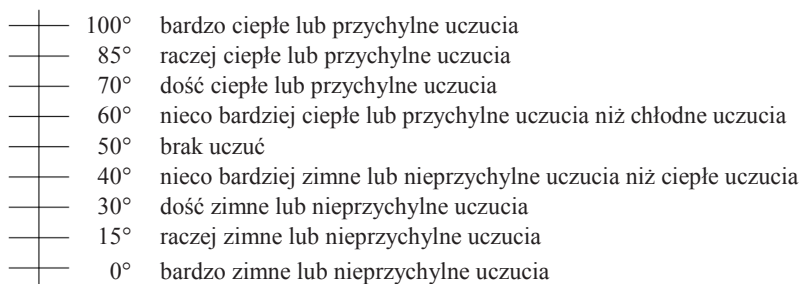 100° bardzo ciepłe lub przychylne uczucia
85° raczej ciepłe lub przychylne uczucia
70° dość ciepłe lub przychylne uczucia
60° nieco bardziej ciepłe lub przychylne uczucia niż chłodne uczucia
50° brak uczuć
40° nieco bardziej zimne lub nieprzychylne uczucia niż ciepłe uczucia
30° dość zimne lub nieprzychylne uczucia
15° raczej zimne lub nieprzychylne uczucia
0° bardzo zimne lub nieprzychylne uczucia